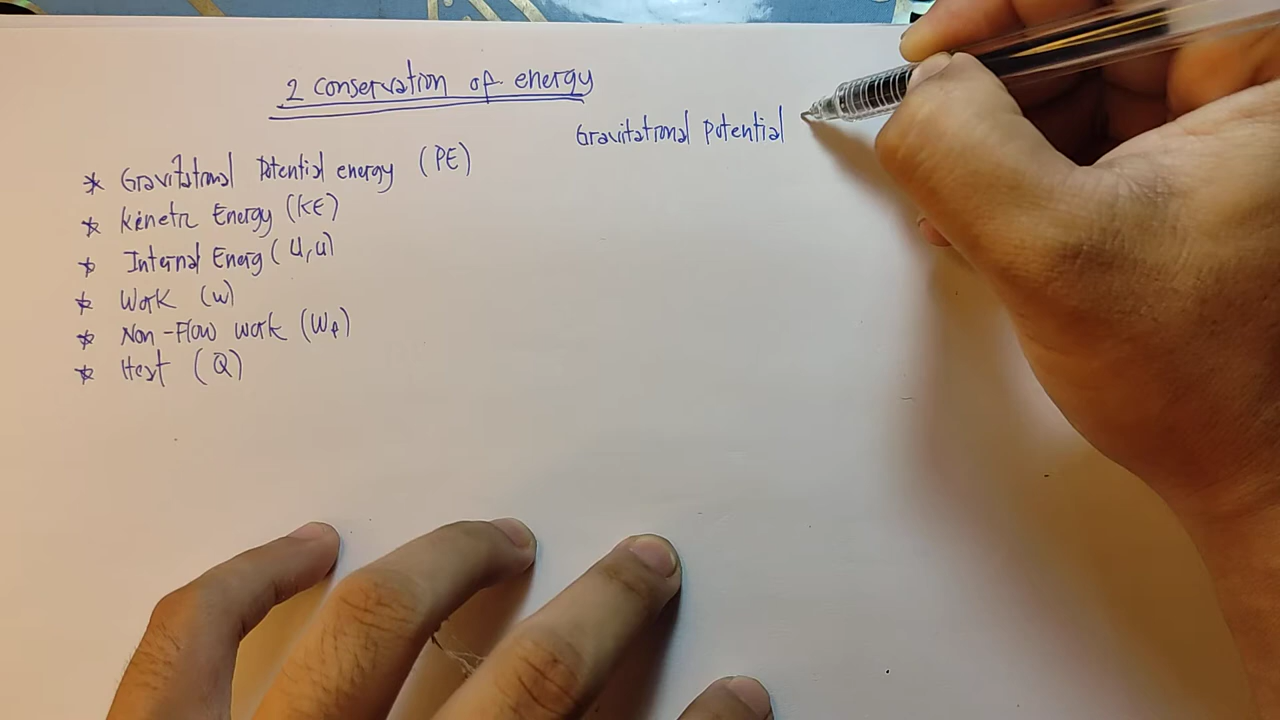 2 conservation of energy
Gravitational Potential
* Gravitational Potential energy (PE)
* Kinetic Energy (KE)
* Internal Energ (U,u)
* Work (W)
* Non-Flow work (Wf)
* Heat (Q)